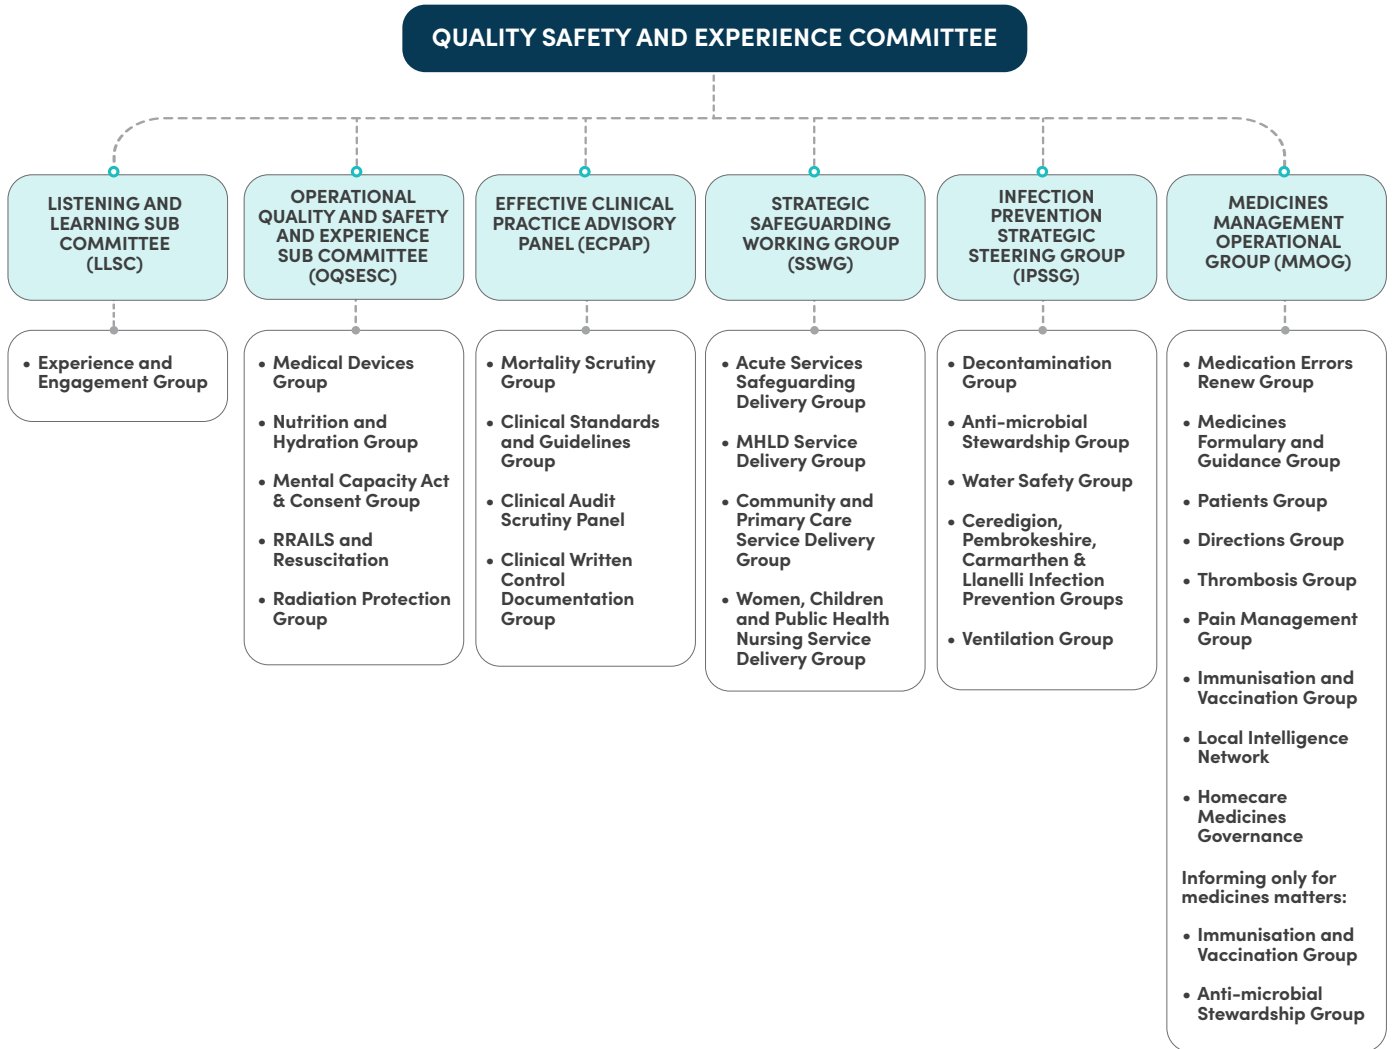 QUALITY SAFETY AND EXPERIENCE COMMITTEE
LISTENING AND
LEARNING SUB
COMMITTEE
(LLSC)
• Experience and
Engagement Group
OPERATIONAL
QUALITY AND SAFETY
AND EXPERIENCE
SUB COMMITTEE
(OQSESC)
• Medical Devices
Group
• Nutrition and
Hydration Group
• Mental Capacity Act
& Consent Group
• RRAILS and
Resuscitation
• Radiation Protection
Group
EFFECTIVE CLINICAL
PRACTICE ADVISORY
PANEL (ECPAP)
• Mortality Scrutiny
Group
• Clinical Standards
and Guidelines
Group
• Clinical Audit
Scrutiny Panel
• Clinical Written
Control
Documentation
Group
STRATEGIC
SAFEGUARDING
WORKING GROUP
(SSWG)
• Acute Services
Safeguarding
Delivery Group
• MHLD Service
Delivery Group
• Community and
Primary Care
Service Delivery
Group
• Women, Children
and Public Health
Nursing Service
Delivery Group
INFECTION
PREVENTION
STRATEGIC
STEERING GROUP
(IPSSG)
• Decontamination
Group
• Anti-microbial
Stewardship Group
• Water Safety Group
• Ceredigion,
Pembrokeshire,
Carmarthen &
Llanelli Infection
Prevention Groups
• Ventilation Group
MEDICINES
MANAGEMENT
OPERATIONAL
GROUP (MMOG)
• Medication Errors
Renew Group
• Medicines
Formulary and
Guidance Group
• Patients Group
• Directions Group
• Thrombosis Group
• Pain Management
Group
• Immunisation and
Vaccination Group
• Local Intelligence
Network
• Homecare
Medicines
Governance
Informing only for
medicines matters:
• Immunisation and
Vaccination Group
• Anti-microbial
Stewardship Group